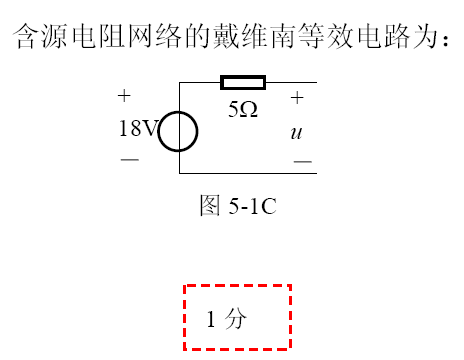 含源电阻网络的戴维南等效电路为：
+
5Ω
+
18V
u
－
－
图 5-1C
1 分